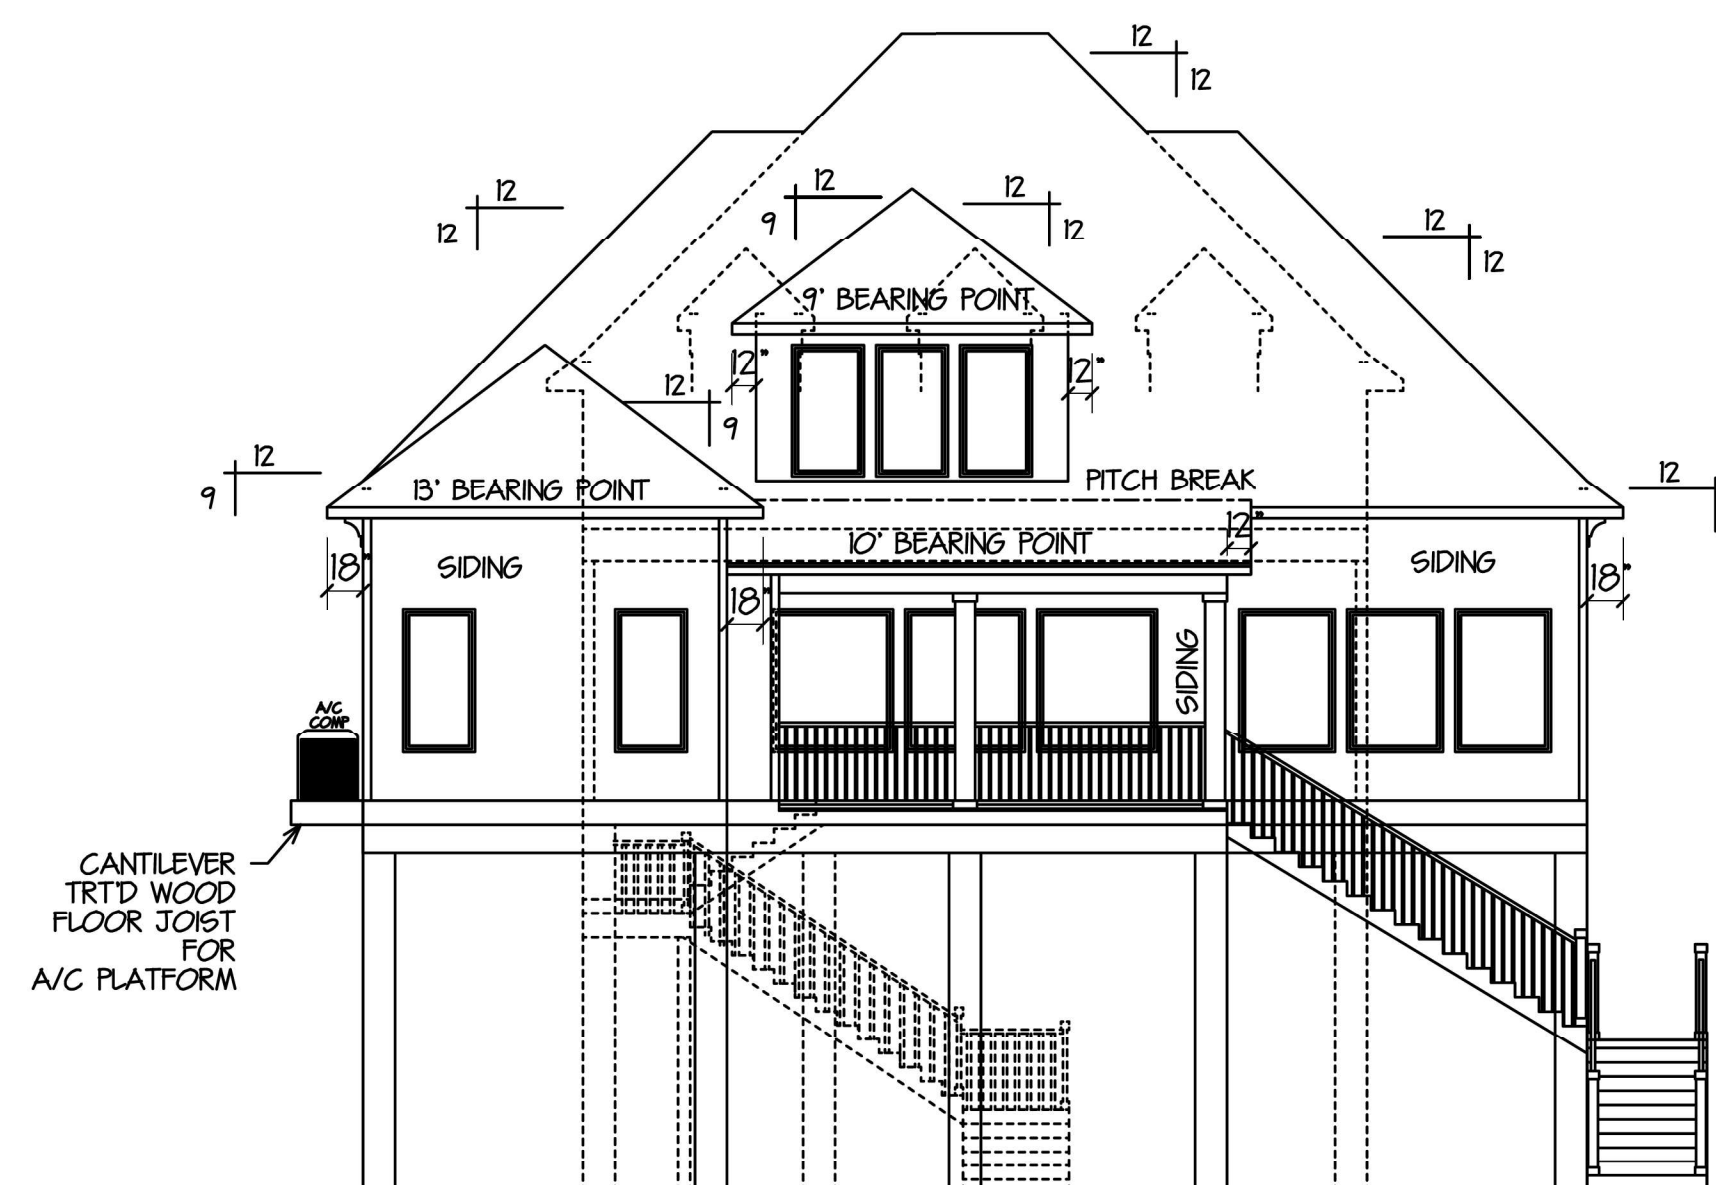 12
12
12
12
12
9
12
12
12
12
9' BEARING POINT
12"
12"
12
9
12
9
13' BEARING POINT
PITCH BREAK
12
10' BEARING POINT
12"
SIDING
SIDING
18"
18"
18"
SIDING
A/C
COMP
CANTILEVER
TRT'D WOOD
FLOOR JOIST
FOR
A/C PLATFORM